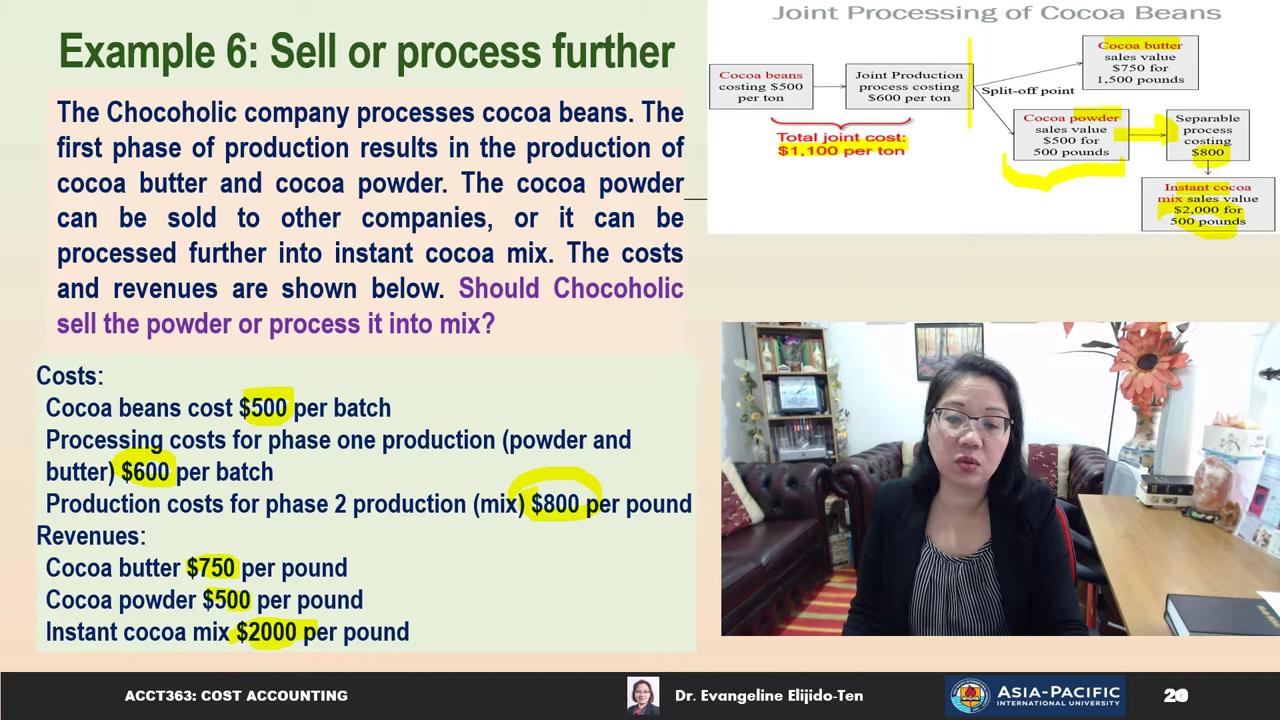 Example 6: Sell or process further
The Chocoholic company processes cocoa beans. The
first phase of production results in the production of
cocoa butter and cocoa powder. The cocoa powder
can be sold to other companies, or it can be
processed further into instant cocoa mix. The costs
and revenues are shown below. Should Chocoholic
sell the powder or process it into mix?
Costs:
Cocoa beans cost $500 per batch
Processing costs for phase one production (powder and
butter) $600 per batch
Production costs for phase 2 production (mix) $800 per pound
Revenues:
Cocoa butter $750 per pound
Cocoa powder $500 per pound
Instant cocoa mix $2000 per pound
Joint Processing of Cocoa Beans
Cocoa beans
costing $500
per ton
Joint Production
process costing
$600 per ton
Total joint cost:
$1,100 per ton
Split-off point
Cocoa butter
sales value
$750 for
1,500 pounds
Cocoa powder
sales value
$500 for
500 pounds
Separable
process
costing
$800
Instant cocoa
mix sales value
$2,000 for
500 pounds
ACCT363: COST ACCOUNTING
Dr. Evangeline Elijido-Ten
ASIA-PACIFIC
INTERNATIONAL UNIVERSITY